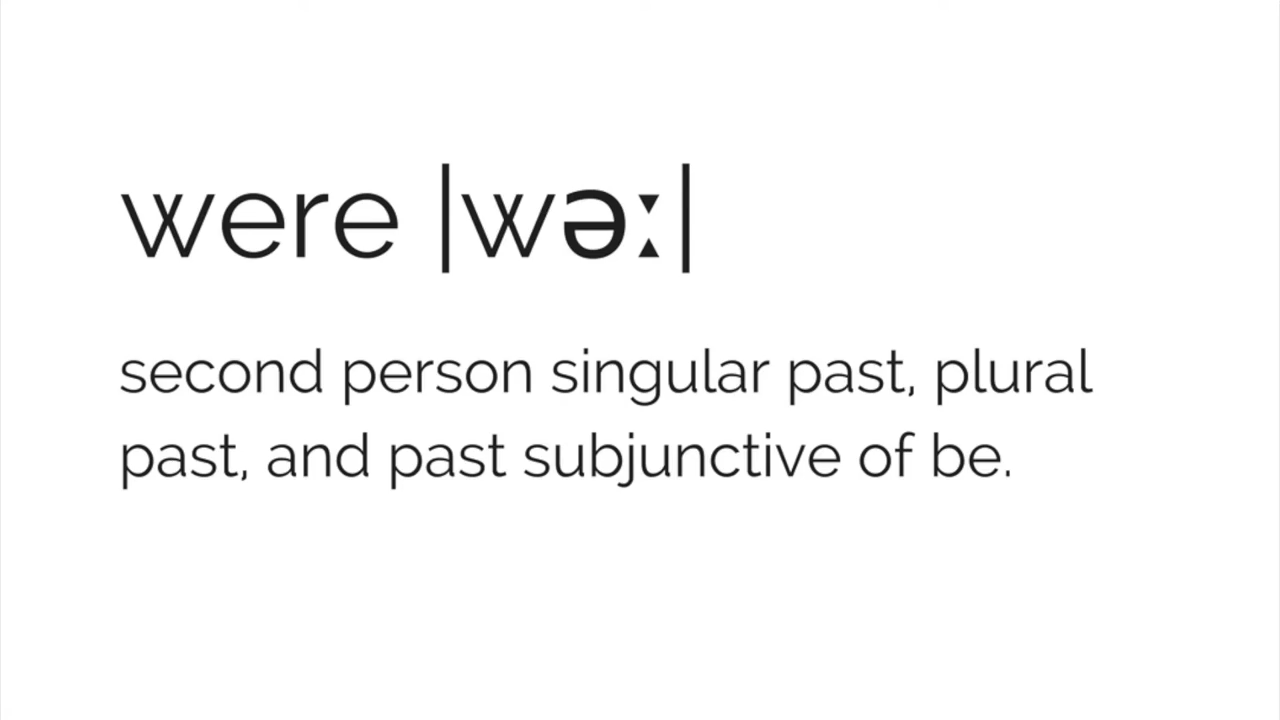 were |wəː|
second person singular past, plural
past, and past subjunctive of be.